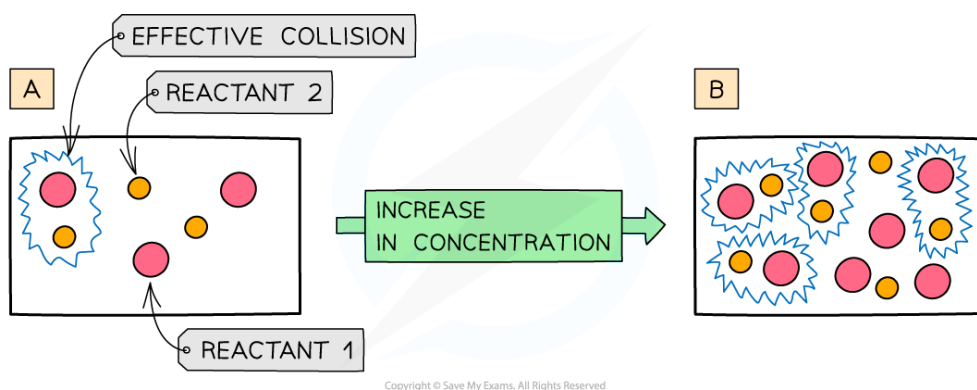 EFFECTIVE COLLISION
A
REACTANT 2
B
INCREASE
IN CONCENTRATION
REACTANT 1
Copyright © Save My Exams. All Rights Reserved